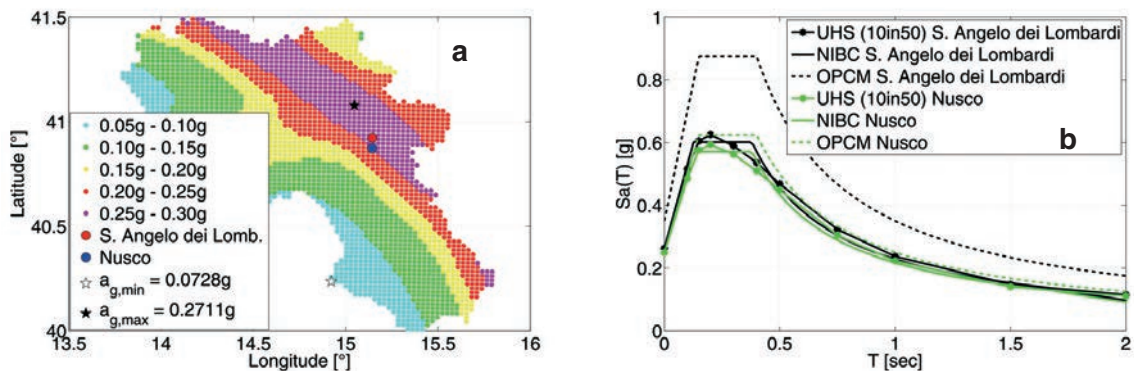 a
41.5
41
40.5
40
Latitude [°]
0.05g - 0.10g
0.10g - 0.15g
0.15g - 0.20g
0.20g - 0.25g
0.25g - 0.30g
S. Angelo dei Lomb.
Nusco
a g,min = 0.0728g
a g,max = 0.2711g
13.5 14 14.5 15 15.5 16
Longitude [°]
b
1
0.8
0.6
0.4
0.2
0
Sa(T) [g]
UHS (10in50) S. Angelo dei Lombardi
NIBC S. Angelo dei Lombardi
OPCM S. Angelo dei Lombardi
UHS (10in50) Nusco
NIBC Nusco
OPCM Nusco
0 0.5 1 1.5 2
T [sec]